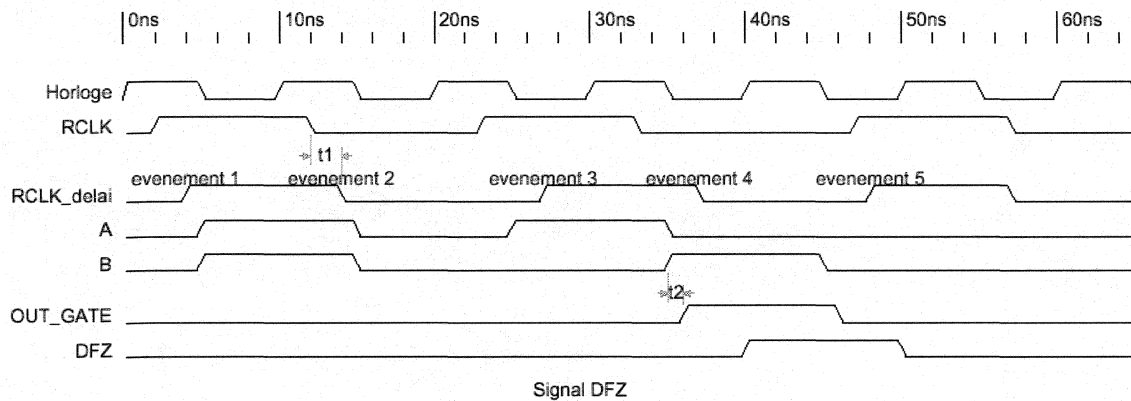 0ns 10ns 20ns 30ns 40ns 50ns 60ns
Horloge
RCLK
t1
evenement 1 evenement 2 evenement 3 evenement 4 evenement 5
RCLK_delai
A
B
t2
OUT_GATE
DFZ
Signal DFZ